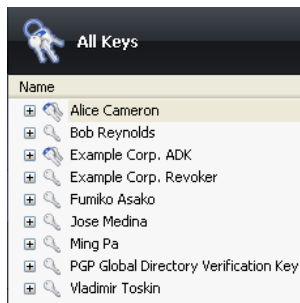 All Keys
Name
Alice Cameron
Bob Reynolds
Example Corp. ADK
Example Corp. Revoker
Fumiko Asako
Jose Medina
Ming Pa
PGP Global Directory Verification Key
Vladimir Toskin